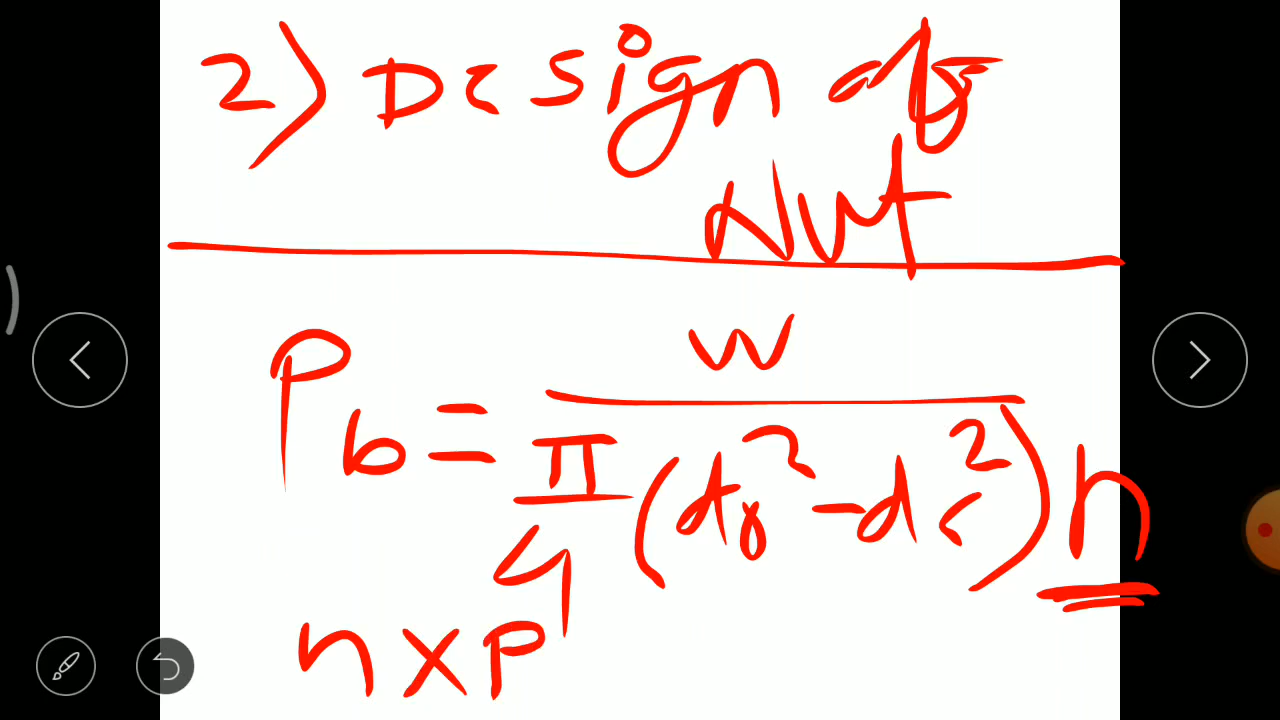 2) Design of
Nut
Pb = W
π/4 (do² - dc²) n
n x p